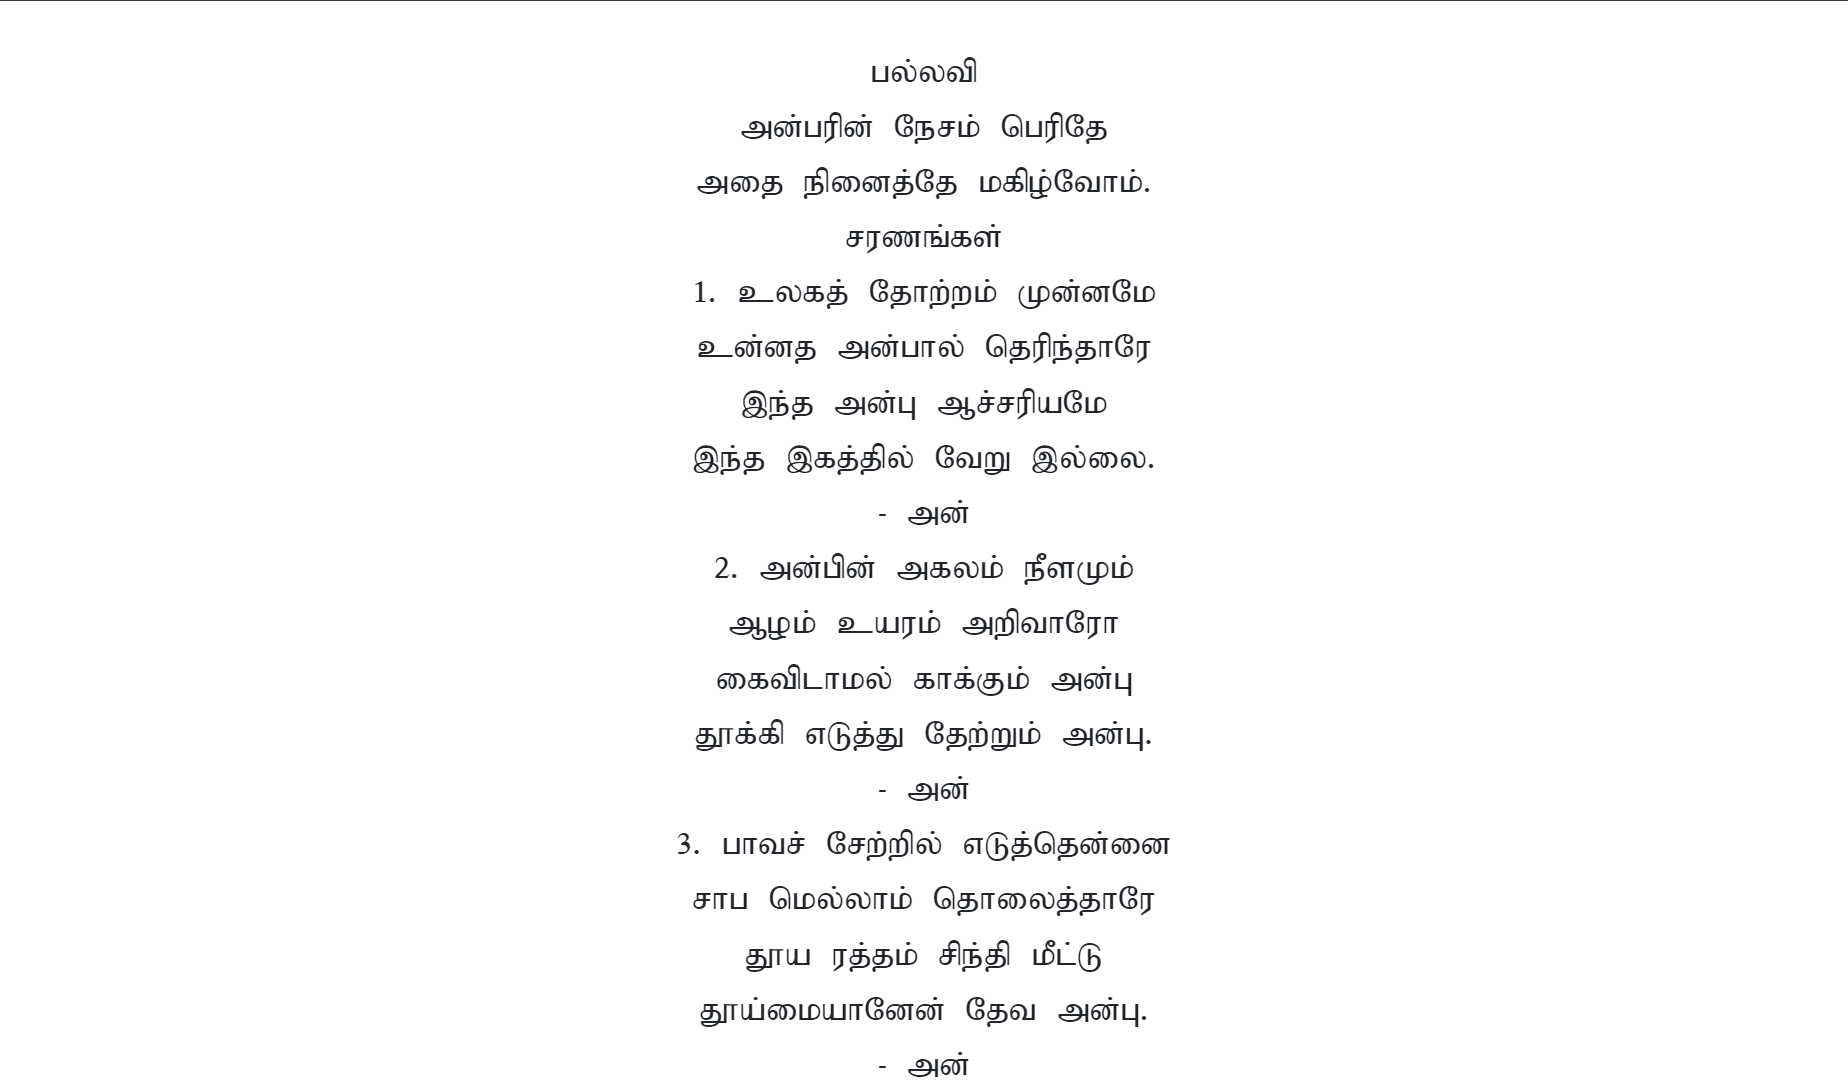 பல்லவி
அன்பரின் நேசம் பெரிதே
அதை நினைத்தே மகிழ்வோம்.
சரணங்கள்
1. உலகத் தோற்றம் முன்னமே
உன்னத அன்பால் தெரிந்தாரே
இந்த அன்பு ஆச்சரியமே
இந்த இகத்தில் வேறு இல்லை.
- அன்
2. அன்பின் அகலம் நீளமும்
ஆழம் உயரம் அறிவாரோ
கைவிடாமல் காக்கும் அன்பு
தூக்கி எடுத்து தேற்றும் அன்பு.
- அன்
3. பாவச் சேற்றில் எடுத்தென்னை
சாப மெல்லாம் தொலைத்தாரே
தூய ரத்தம் சிந்தி மீட்டு
தூய்மையானேன் தேவ அன்பு.
- அன்